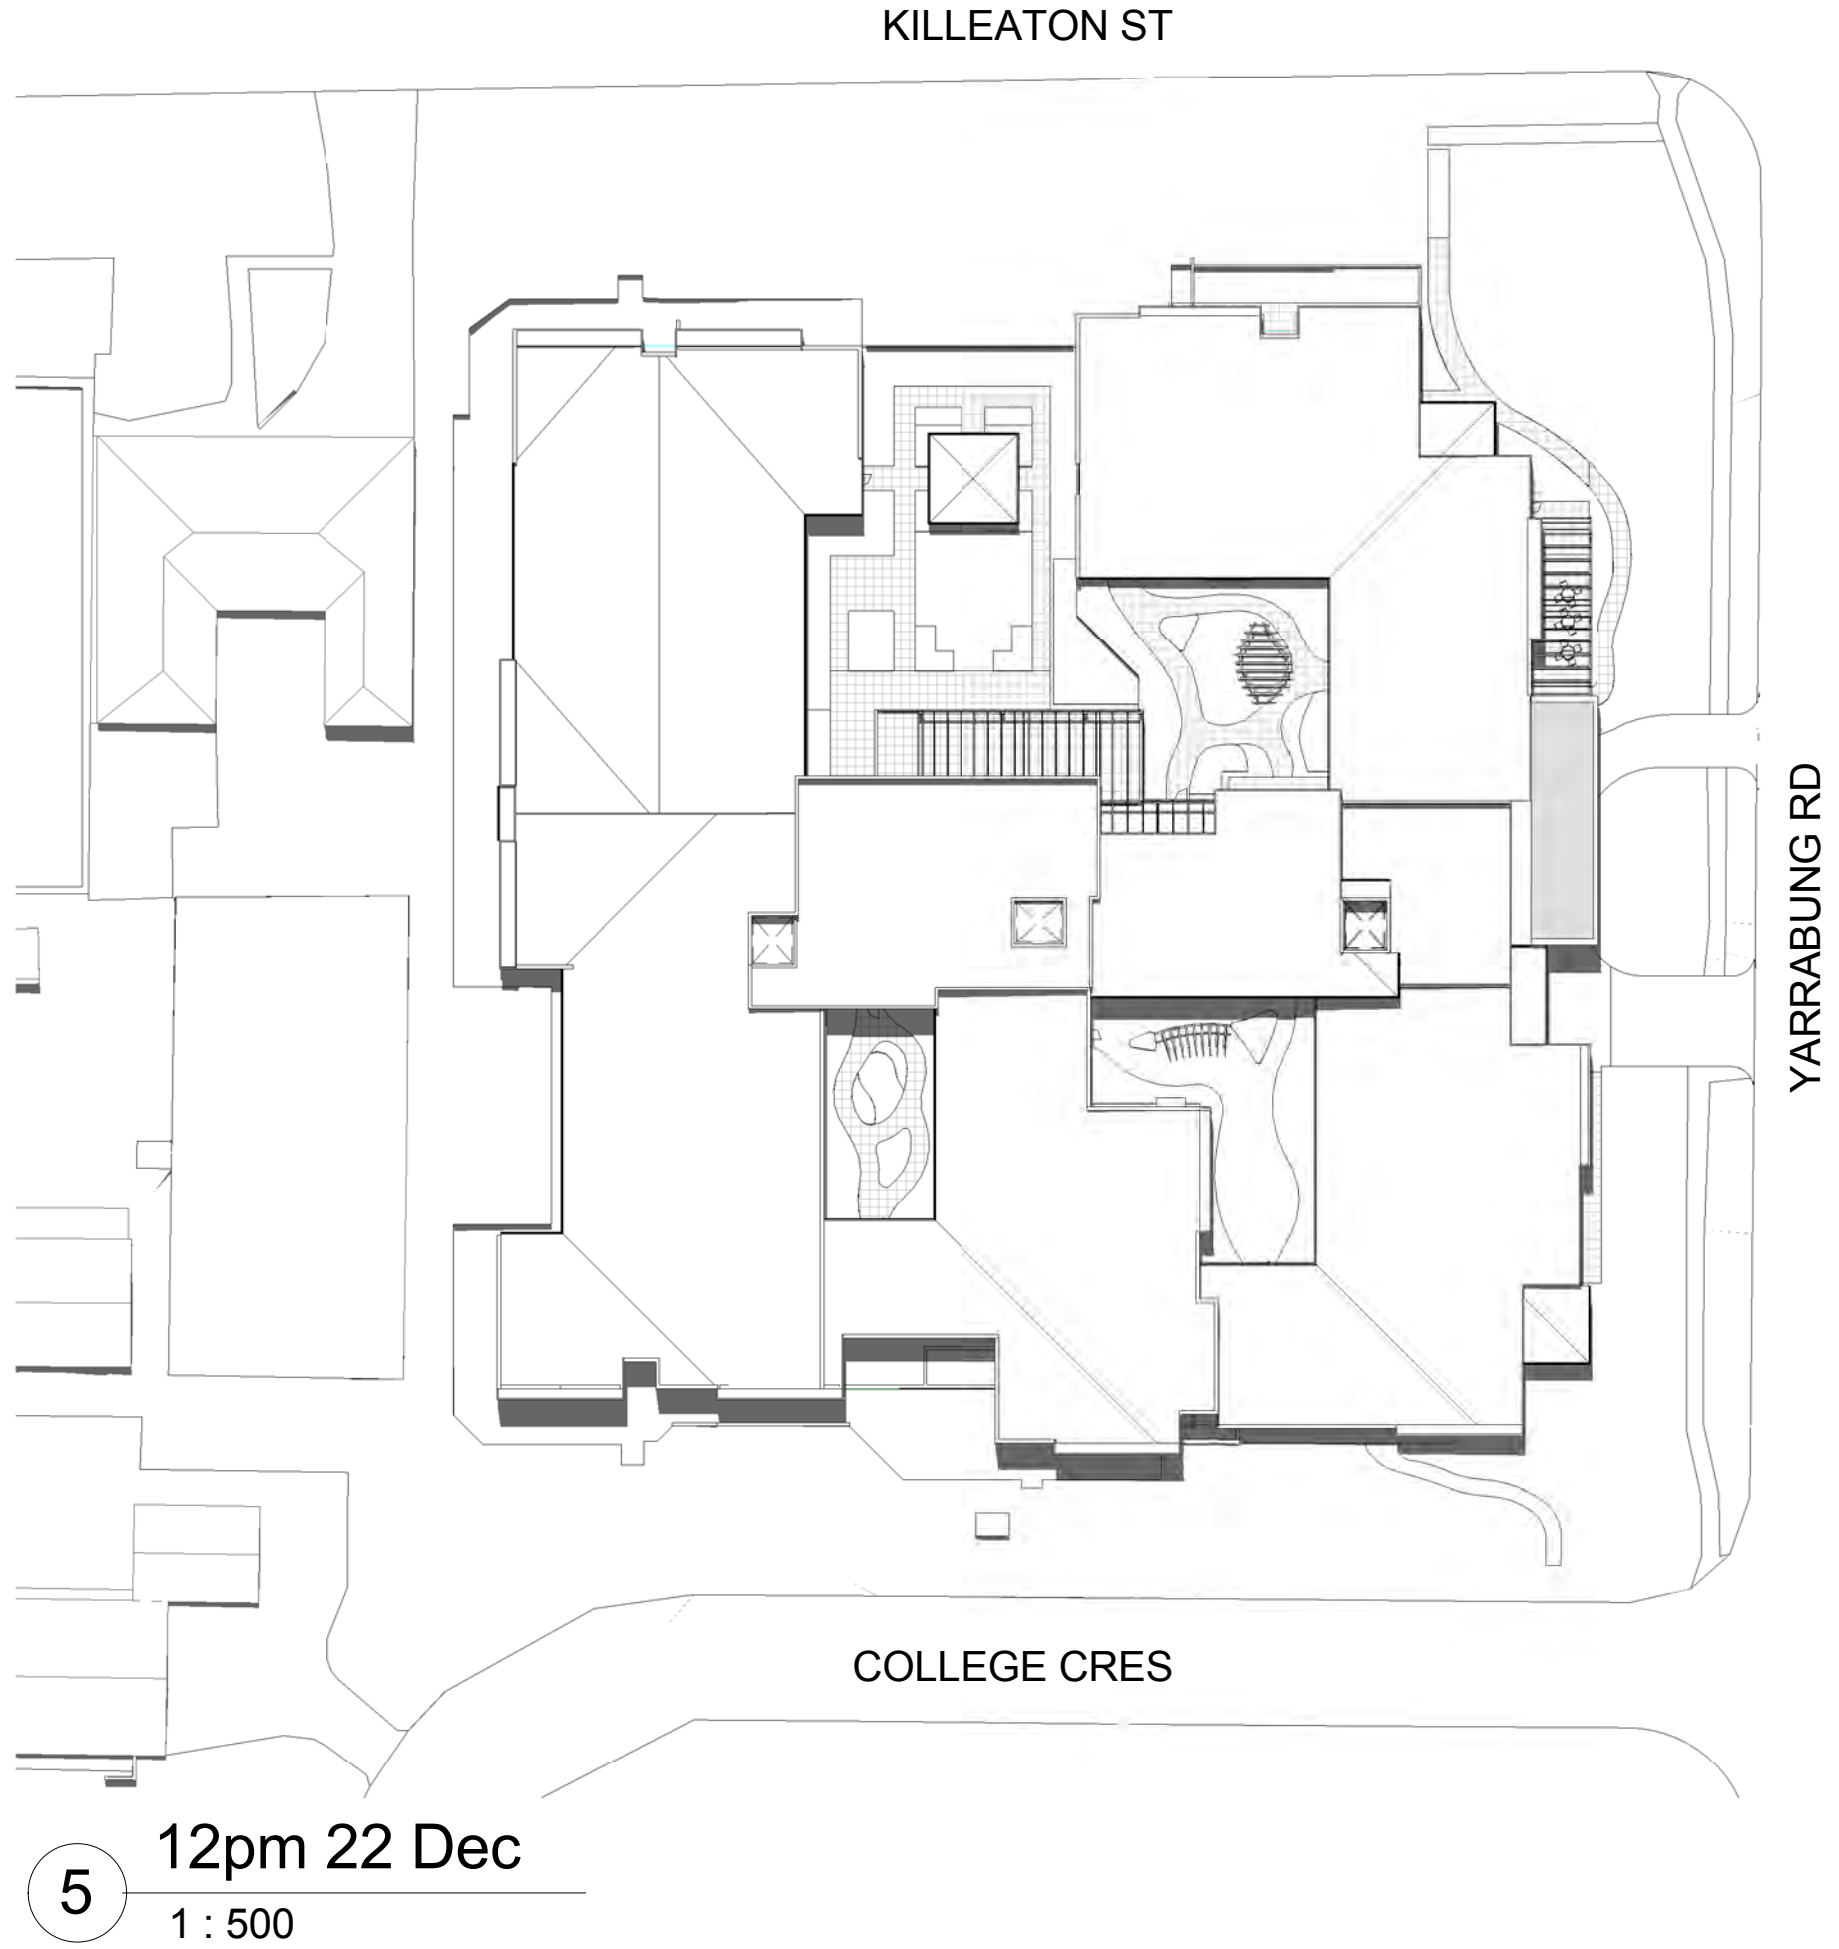 KILLEATON ST
YARRABUNG RD
COLLEGE CRES
12pm 22 Dec
5
1 : 500